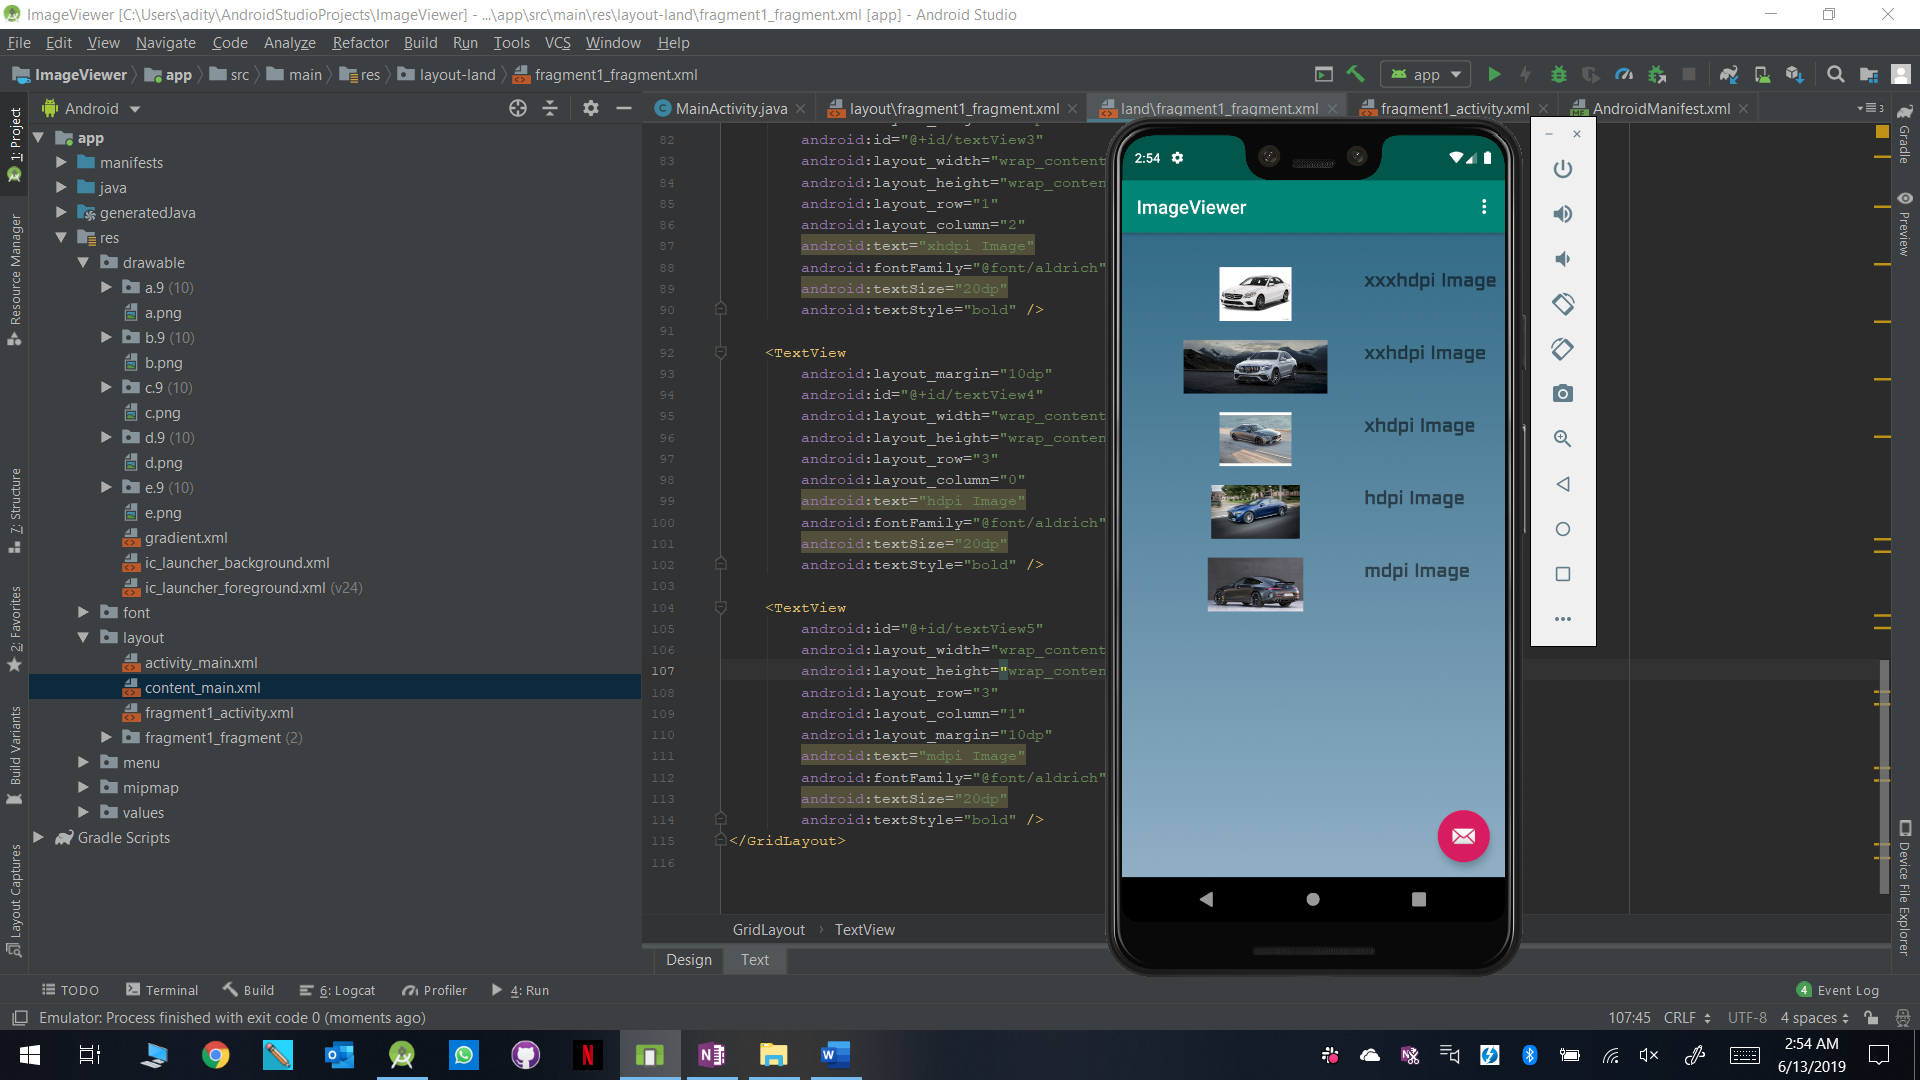 ImageViewer [C:\Users\adity\AndroidStudioProjects\ImageViewer] - ...\app\src\main\res\layout-land\fragment1_fragment.xml [app] - Android Studio
File Edit View Navigate Code Analyze Refactor Build Run Tools VCS Window Help
ImageViewer app src main res layout-land fragment1_fragment.xml
app
Android
MainActivity.java
layout\fragment1_fragment.xml
land\fragment1_fragment.xml
fragment1_activity.xml
AndroidManifest.xml
3
1: Project
Resource Manager
7: Structure
2: Favorites
Build Variants
Layout Captures
app
manifests
java
generatedJava
res
drawable
a.9 (10)
a.png
b.9 (10)
b.png
c.9 (10)
c.png
d.9 (10)
d.png
e.9 (10)
e.png
gradient.xml
ic_launcher_background.xml
ic_launcher_foreground.xml (v24)
font
layout
activity_main.xml
content_main.xml
fragment1_activity.xml
fragment1_fragment (2)
menu
mipmap
values
Gradle Scripts
82 android:id="@+id/textView3"
83 android:layout_width="wrap_content
84 android:layout_height="wrap_conten
85 android:layout_row="1"
86 android:layout_column="2"
87 android:text="xhdpi Image"
88 android:fontFamily="@font/aldrich"
89 android:textSize="20dp"
90 android:textStyle="bold" />
91
92 <TextView
93 android:layout_margin="10dp"
94 android:id="@+id/textView4"
95 android:layout_width="wrap_content
96 android:layout_height="wrap_conten
97 android:layout_row="3"
98 android:layout_column="0"
99 android:text="hdpi Image"
100 android:fontFamily="@font/aldrich"
101 android:textSize="20dp"
102 android:textStyle="bold" />
103
104 <TextView
105 android:id="@+id/textView5"
106 android:layout_width="wrap_content
107 android:layout_height="wrap_conten
108 android:layout_row="3"
109 android:layout_column="1"
110 android:layout_margin="10dp"
111 android:text="mdpi Image"
112 android:fontFamily="@font/aldrich"
113 android:textSize="20dp"
114 android:textStyle="bold" />
115 </GridLayout>
116
GridLayout TextView
Design Text
2:54
ImageViewer
xxxhdpi Image
xxhdpi Image
xhdpi Image
hdpi Image
mdpi Image
Gradle
Preview
Device File Explorer
TODO Terminal Build 6: Logcat Profiler 4: Run
4 Event Log
Emulator: Process finished with exit code 0 (moments ago)
107:45 CRLF UTF-8 4 spaces
2:54 AM
6/13/2019